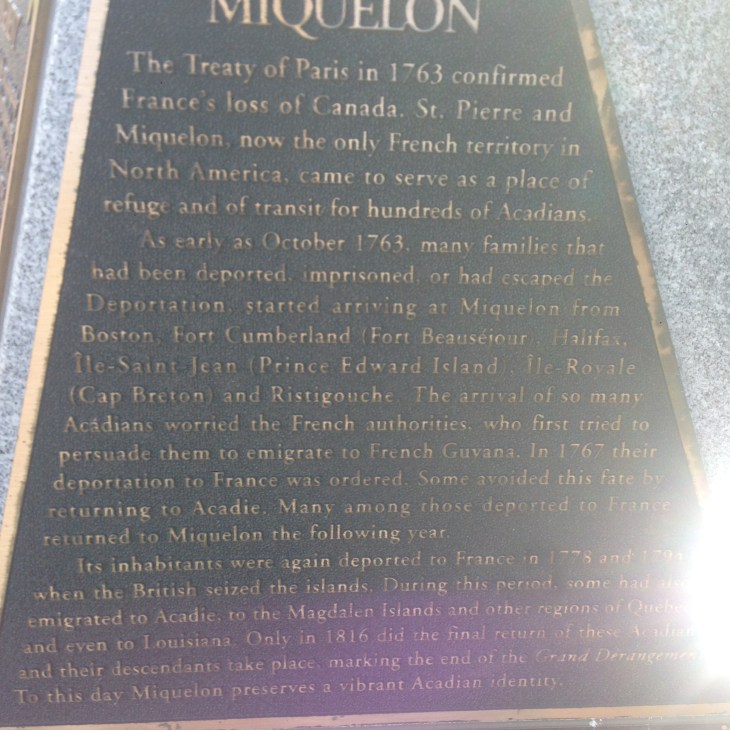 MIQUELON
The Treaty of Paris in 1763 confirmed
France's loss of Canada. St. Pierre and
Miquelon, now the only French territory in
North America, came to serve as a place of
refuge and of transit for hundreds of Acadians.
As early as October 1763, many families that
had been deported, imprisoned, or had escaped the
Deportation, started arriving at Miquelon from
Boston, Fort Cumberland (Fort Beauséjour), Halifax,
Île-Saint-Jean (Prince Edward Island), Île-Royale
(Cap Breton) and Ristigouche. The arrival of so many
Acadians worried the French authorities, who first tried to
persuade them to emigrate to French Guyana. In 1767 their
deportation to France was ordered. Some avoided this fate by
returning to Acadie. Many among those deported to France
returned to Miquelon the following year.
Its inhabitants were again deported to France in 1778 and
when the British seized the islands. During this period, some had
emigrated to Acadie, to the Magdalen Islands and other regions of
and even to Louisiana. Only in 1816 did the final return of these
and their descendants take place, marking the end of the Grand
To this day Miquelon preserves a vibrant Acadian identity.